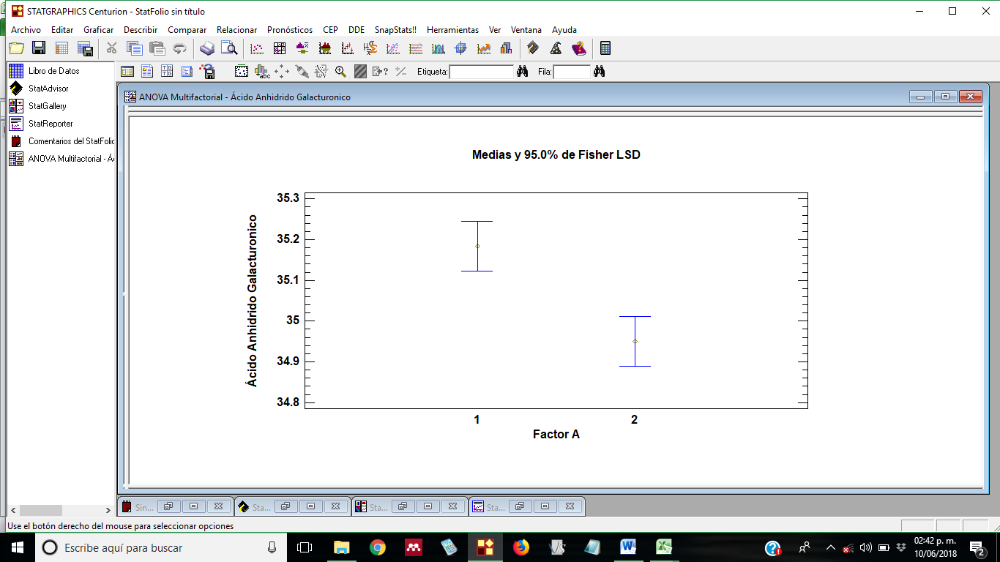 STATGRAPHICS Centurion - StatFolio sin título
Archivo Editar Graficar Describir Comparar Relacionar Pronósticos CEP DDE SnapStats!! Herramientas Ver Ventana Ayuda
Etiqueta: Fila:
Libro de Datos
StatAdvisor
StatGallery
StatReporter
Comentarios del StatFolio
ANOVA Multifactorial - Á
ANOVA Multifactorial - Ácido Anhidrido Galacturonico
Medias y 95.0% de Fisher LSD
Ácido Anhidrido Galacturonico
35.3
35.2
35.1
35
34.9
34.8
1 2
Factor A
Sin... Sta... Sta... Sta...
Use el botón derecho del mouse para seleccionar opciones
Escribe aquí para buscar
02:42 p. m.
10/06/2018
2